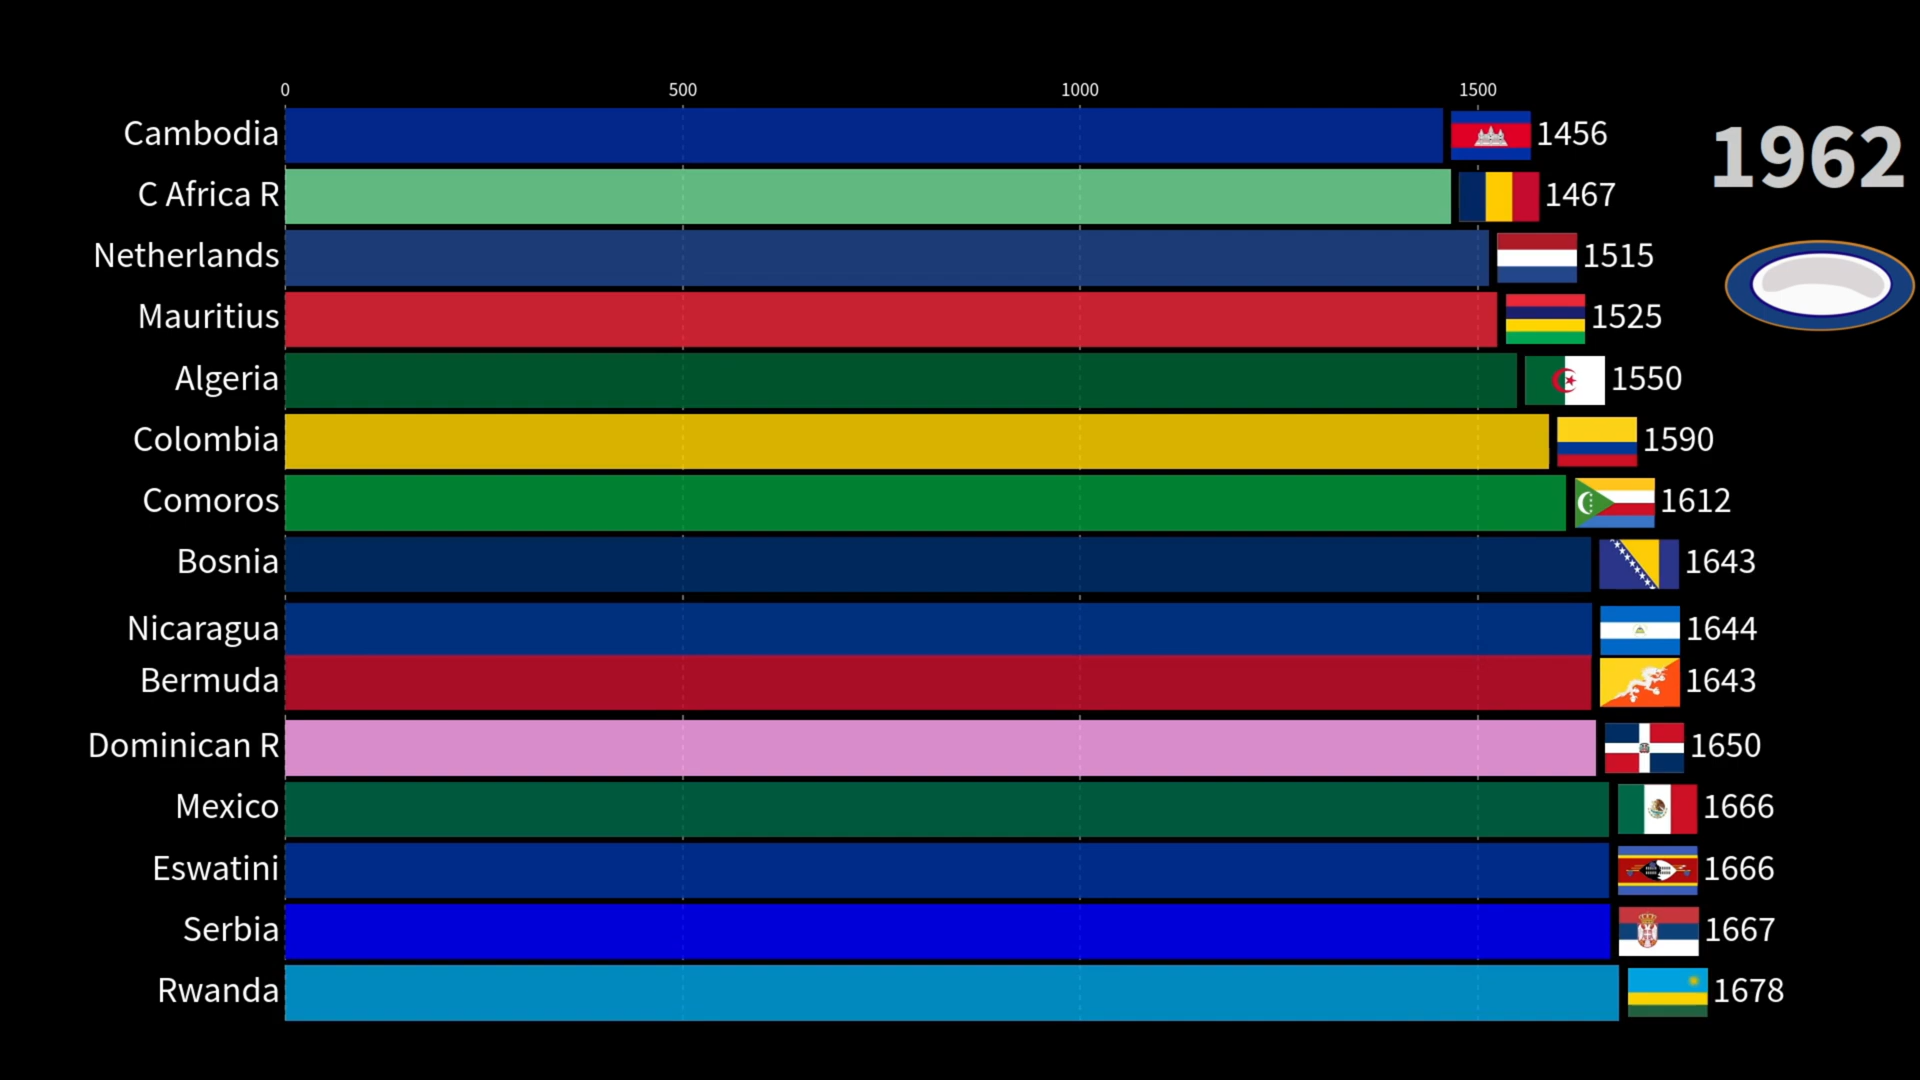 0 500 1000 1500
Cambodia 1456
1962
C Africa R 1467
Netherlands 1515
Mauritius 1525
Algeria 1550
Colombia 1590
Comoros 1612
Bosnia 1643
Nicaragua 1644
Bermuda 1643
Dominican R 1650
Mexico 1666
Eswatini 1666
Serbia 1667
Rwanda 1678